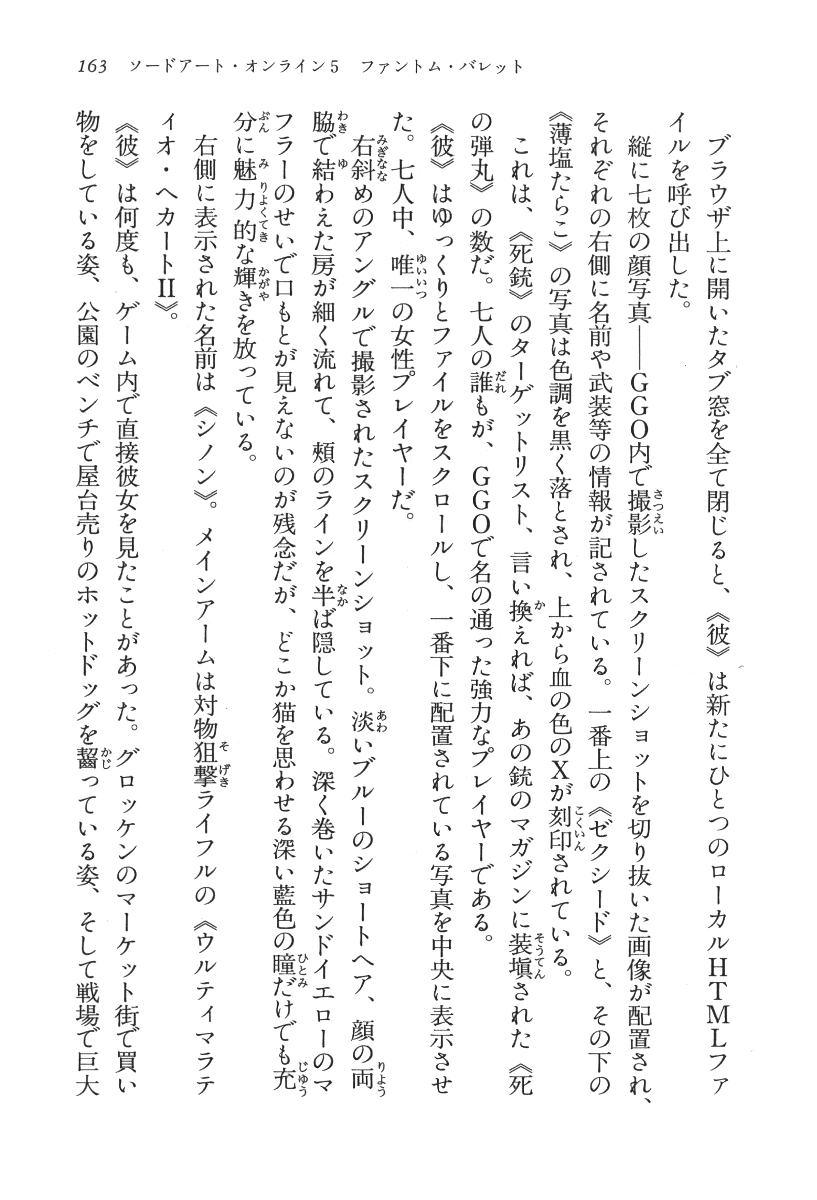 163　ソードアート・オンライン5　ファントム・バレット
ブラウザ上に開いたタブ窓を全て閉じると、《彼》は新たにひとつのローカルHTMLファ
イルを呼び出した。
縦に七枚の顔写真――GGO内で撮影したスクリーンショットを切り抜いた画像が配置され、
それぞれの右側に名前や武装等の情報が記されている。一番上の《ゼクシード》と、その下の
《薄塩たらこ》の写真は色調を黒く落とされ、上から血の色のXが刻印されている。
これは、《死銃》のターゲットリスト、言い換えれば、あの銃のマガジンに装塡された《死
の弾丸》の数だ。七人の誰もが、GGOで名の通った強力なプレイヤーである。
《彼》はゆっくりとファイルをスクロールし、一番下に配置されている写真を中央に表示させ
た。七人中、唯一の女性プレイヤーだ。
右斜めのアングルで撮影されたスクリーンショット。淡いブルーのショートヘア、顔の両
脇で結わえた房が細く流れて、頰のラインを半ば隠している。深く巻いたサンドイエローのマ
フラーのせいで口もとが見えないのが残念だが、どこか猫を思わせる深い藍色の瞳だけでも充
分に魅力的な輝きを放っている。
右側に表示された名前は《シノン》。メインアームは対物狙撃ライフルの《ウルティマラテ
ィオ・ヘカートⅡ》。
《彼》は何度も、ゲーム内で直接彼女を見たことがあった。グロッケンのマーケット街で買い
物をしている姿、公園のベンチで屋台売りのホットドッグを齧っている姿、そして戦場で巨大